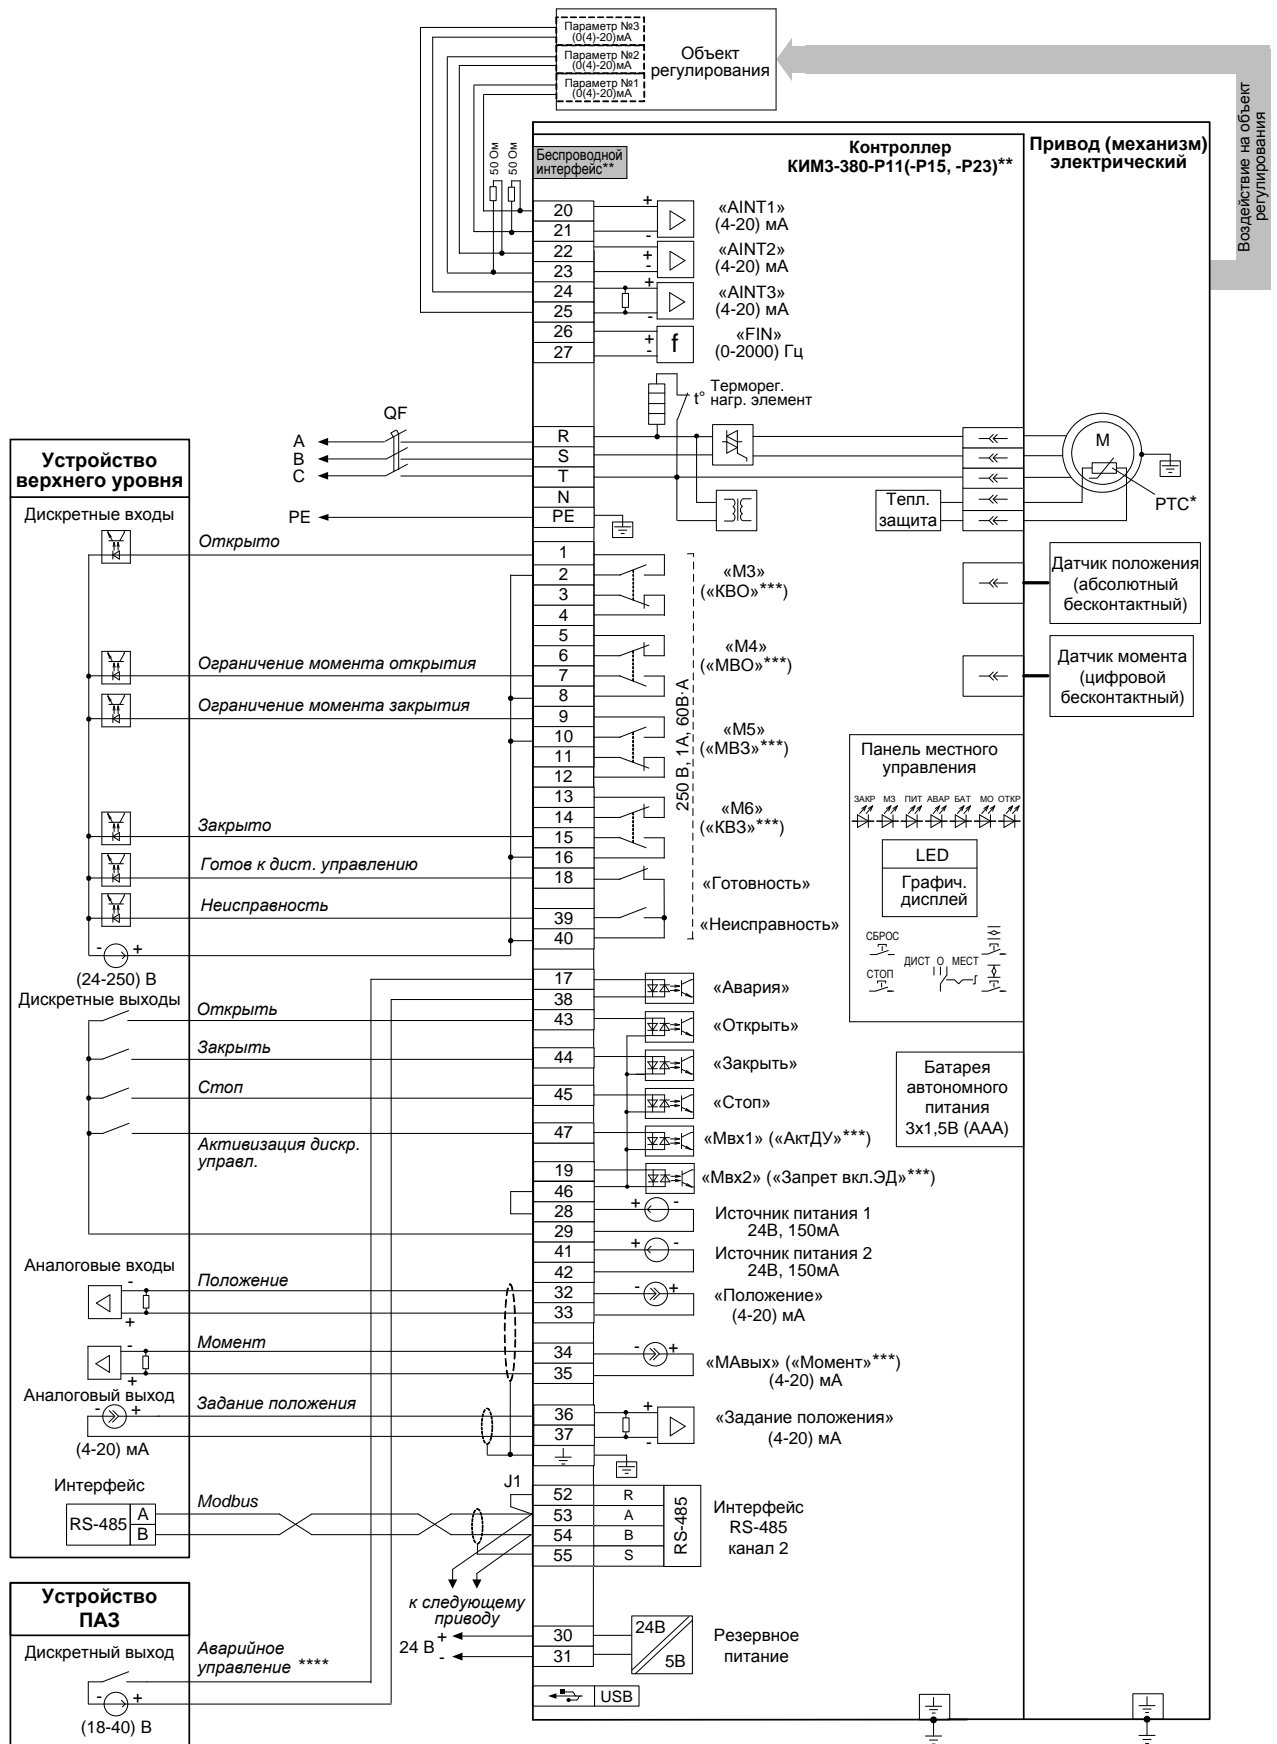 Параметр №3
(0(4)-20)мА
Параметр №2
(0(4)-20)мА
Параметр №1
(0(4)-20)мА
Объект
регулирования
Воздействие на объект
регулирования
50 Ом
50 Ом
Беспроводной
интерфейс**
Контроллер
КИМ3-380-Р11(-Р15, -Р23)**
Привод (механизм)
электрический
20
21
22
23
24
25
26
27
+
-
«AINT1»
(4-20) мА
+
-
«AINT2»
(4-20) мА
+
-
«AINT3»
(4-20) мА
+
-
f
«FIN»
(0-2000) Гц
t°
Терморег.
нагр. элемент
QF
A
B
C
PE
R
S
T
N
PE
M
PTC*
Тепл.
защита
Устройство
верхнего уровня
Дискретные входы
Открыто
Ограничение момента открытия
Ограничение момента закрытия
Закрыто
Готов к дист. управлению
Неисправность
- +
(24-250) В
1
2
3
4
5
6
7
8
9
10
11
12
13
14
15
16
18
39
40
«М3»
(«КВО»***)
«М4»
(«МВО»***)
«М5»
(«МВЗ»***)
«М6»
(«КВЗ»***)
«Готовность»
«Неисправность»
250 В, 1А, 60В·А
Датчик положения
(абсолютный
бесконтактный)
Датчик момента
(цифровой
бесконтактный)
Панель местного
управления
ЗАКР МЗ ПИТ АВАР БАТ МО ОТКР
LED
Графич.
дисплей
СБРОС
СТОП
ДИСТ О МЕСТ
Дискретные выходы
Открыть
Закрыть
Стоп
Активизация дискр.
управл.
17
38
43
44
45
47
19
46
28
29
41
42
32
33
34
35
36
37
«Авария»
«Открыть»
«Закрыть»
«Стоп»
«Мвх1» («АктДУ»***)
«Мвх2» («Запрет вкл.ЭД»***)
+ -
Источник питания 1
24В, 150мА
+ -
Источник питания 2
24В, 150мА
- +
«Положение»
(4-20) мА
- +
«МАвых» («Момент»***)
(4-20) мА
+
-
«Задание положения»
(4-20) мА
Батарея
автономного
питания
3х1,5В (ААА)
Аналоговые входы
-
+
Положение
-
+
Момент
Аналоговый выход
- +
Задание положения
(4-20) мА
Интерфейс
RS-485
A
B
Modbus
J1
52 R
53 A
54 B
55 S
RS-485
Интерфейс
RS-485
канал 2
к следующему
приводу
24 В
+
-
30
31
24В
5В
Резервное
питание
USB
Устройство
ПАЗ
Дискретный выход
Аварийное
управление ****
- +
(18-40) В